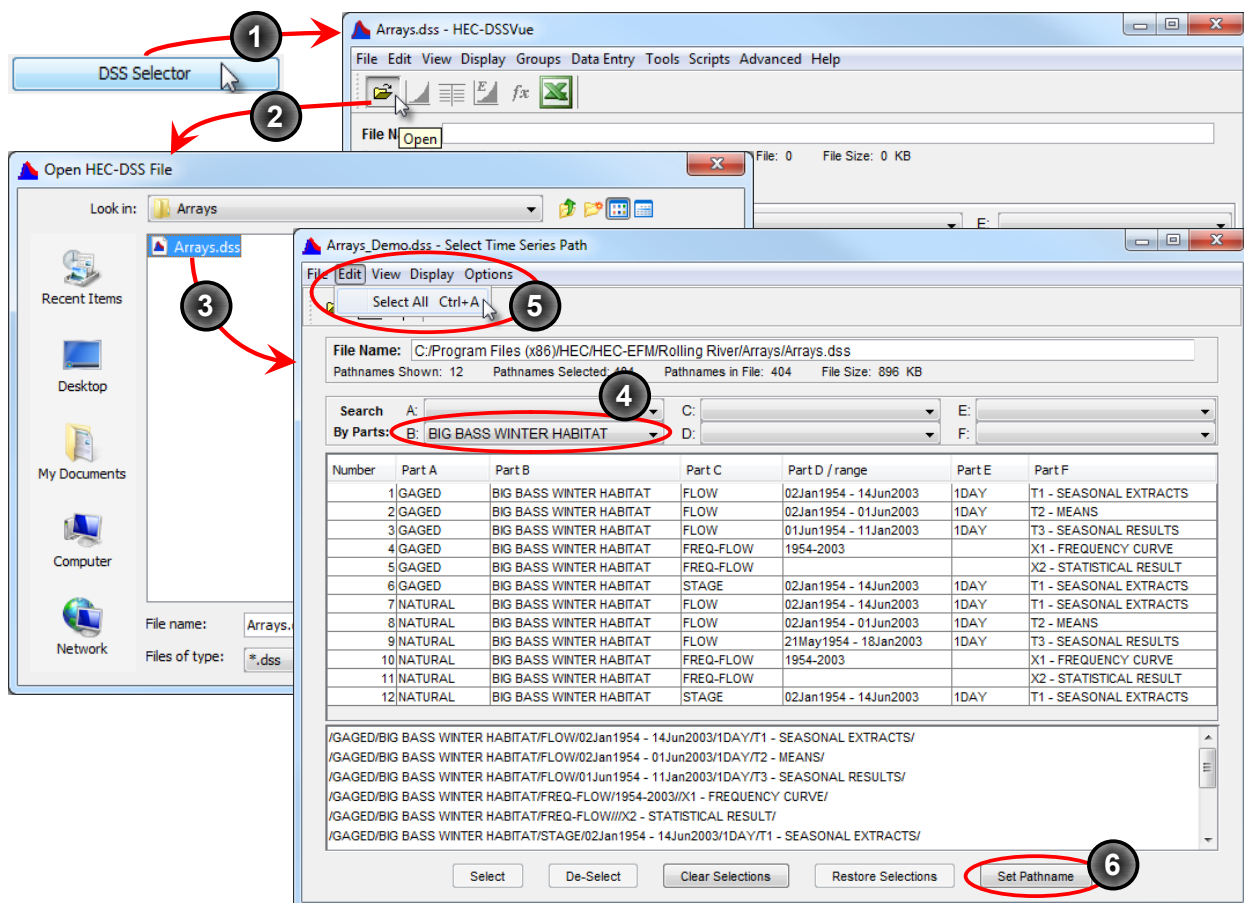 1
Arrays.dss - HEC-DSSVue
DSS Selector
File Edit View Display Groups Data Entry Tools Scripts Advanced Help
2
E fx
File N
Open
File: 0 File Size: 0 KB
Open HEC-DSS File
E:
Look in: Arrays
Arrays.dss
Recent Items
Desktop
My Documents
Computer
Network
File name: Arrays.
Files of type: *.dss
3
Arrays_Demo.dss - Select Time Series Path
File Edit View Display Options
Select All Ctrl+A
5
File Name: C:/Program Files (x86)/HEC/HEC-EFM/Rolling River/Arrays/Arrays.dss
Pathnames Shown: 12 Pathnames Selected: 404 Pathnames in File: 404 File Size: 896 KB
4
Search A: C: E:
By Parts: B: BIG BASS WINTER HABITAT D: F:
Number Part A Part B Part C Part D / range Part E Part F
1 GAGED BIG BASS WINTER HABITAT FLOW 02Jan1954 - 14Jun2003 1DAY T1 - SEASONAL EXTRACTS
2 GAGED BIG BASS WINTER HABITAT FLOW 02Jan1954 - 01Jun2003 1DAY T2 - MEANS
3 GAGED BIG BASS WINTER HABITAT FLOW 01Jun1954 - 11Jan2003 1DAY T3 - SEASONAL RESULTS
4 GAGED BIG BASS WINTER HABITAT FREQ-FLOW 1954-2003 X1 - FREQUENCY CURVE
5 GAGED BIG BASS WINTER HABITAT FREQ-FLOW X2 - STATISTICAL RESULT
6 GAGED BIG BASS WINTER HABITAT STAGE 02Jan1954 - 14Jun2003 1DAY T1 - SEASONAL EXTRACTS
7 NATURAL BIG BASS WINTER HABITAT FLOW 02Jan1954 - 14Jun2003 1DAY T1 - SEASONAL EXTRACTS
8 NATURAL BIG BASS WINTER HABITAT FLOW 02Jan1954 - 01Jun2003 1DAY T2 - MEANS
9 NATURAL BIG BASS WINTER HABITAT FLOW 21May1954 - 18Jan2003 1DAY T3 - SEASONAL RESULTS
10 NATURAL BIG BASS WINTER HABITAT FREQ-FLOW 1954-2003 X1 - FREQUENCY CURVE
11 NATURAL BIG BASS WINTER HABITAT FREQ-FLOW X2 - STATISTICAL RESULT
12 NATURAL BIG BASS WINTER HABITAT STAGE 02Jan1954 - 14Jun2003 1DAY T1 - SEASONAL EXTRACTS
/GAGED/BIG BASS WINTER HABITAT/FLOW/02Jan1954 - 14Jun2003/1DAY/T1 - SEASONAL EXTRACTS/
/GAGED/BIG BASS WINTER HABITAT/FLOW/02Jan1954 - 01Jun2003/1DAY/T2 - MEANS/
/GAGED/BIG BASS WINTER HABITAT/FLOW/01Jun1954 - 11Jan2003/1DAY/T3 - SEASONAL RESULTS/
/GAGED/BIG BASS WINTER HABITAT/FREQ-FLOW/1954-2003//X1 - FREQUENCY CURVE/
/GAGED/BIG BASS WINTER HABITAT/FREQ-FLOW///X2 - STATISTICAL RESULT/
/GAGED/BIG BASS WINTER HABITAT/STAGE/02Jan1954 - 14Jun2003/1DAY/T1 - SEASONAL EXTRACTS/
Select De-Select Clear Selections Restore Selections Set Pathname
6